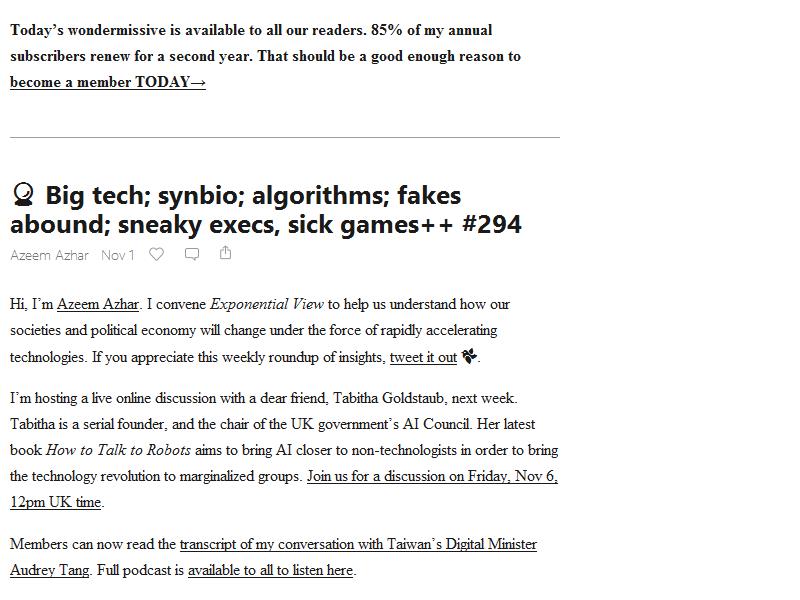 Today’s wondermissive is available to all our readers. 85% of my annual
subscribers renew for a second year. That should be a good enough reason to
become a member TODAY→
🔮 Big tech; synbio; algorithms; fakes
abound; sneaky execs, sick games++ #294
Azeem Azhar Nov 1
Hi, I’m Azeem Azhar. I convene Exponential View to help us understand how our
societies and political economy will change under the force of rapidly accelerating
technologies. If you appreciate this weekly roundup of insights, tweet it out 🕊.
I’m hosting a live online discussion with a dear friend, Tabitha Goldstaub, next week.
Tabitha is a serial founder, and the chair of the UK government’s AI Council. Her latest
book How to Talk to Robots aims to bring AI closer to non-technologists in order to bring
the technology revolution to marginalized groups. Join us for a discussion on Friday, Nov 6,
12pm UK time.
Members can now read the transcript of my conversation with Taiwan’s Digital Minister
Audrey Tang. Full podcast is available to all to listen here.